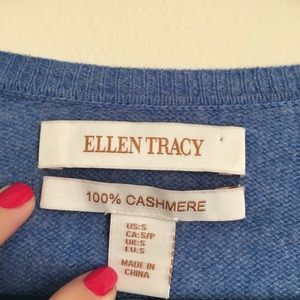 ELLEN TRACY
100% CASHMERE
US:S
CA:S/P
UK:S
EU:S
MADE IN
CHINA